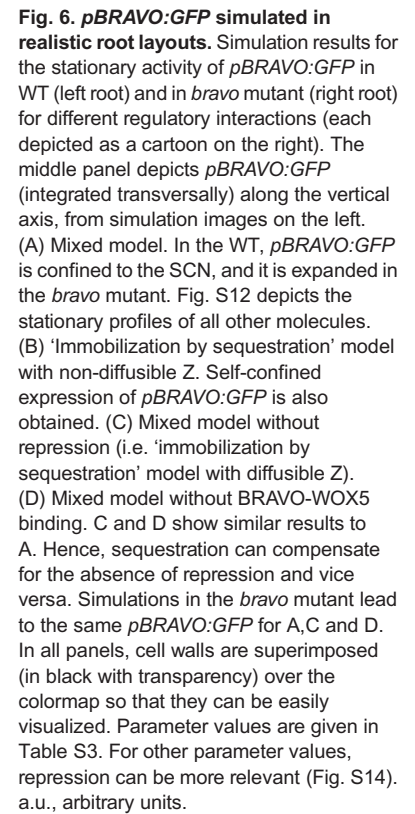 Fig. 6. pBRAVO:GFP simulated in
realistic root layouts. Simulation results for
the stationary activity of pBRAVO:GFP in
WT (left root) and in bravo mutant (right root)
for different regulatory interactions (each
depicted as a cartoon on the right). The
middle panel depicts pBRAVO:GFP
(integrated transversally) along the vertical
axis, from simulation images on the left.
(A) Mixed model. In the WT, pBRAVO:GFP
is confined to the SCN, and it is expanded in
the bravo mutant. Fig. S12 depicts the
stationary profiles of all other molecules.
(B) ‘Immobilization by sequestration’ model
with non-diffusible Z. Self-confined
expression of pBRAVO:GFP is also
obtained. (C) Mixed model without
repression (i.e. ‘immobilization by
sequestration’ model with diffusible Z).
(D) Mixed model without BRAVO-WOX5
binding. C and D show similar results to
A. Hence, sequestration can compensate
for the absence of repression and vice
versa. Simulations in the bravo mutant lead
to the same pBRAVO:GFP for A,C and D.
In all panels, cell walls are superimposed
(in black with transparency) over the
colormap so that they can be easily
visualized. Parameter values are given in
Table S3. For other parameter values,
repression can be more relevant (Fig. S14).
a.u., arbitrary units.